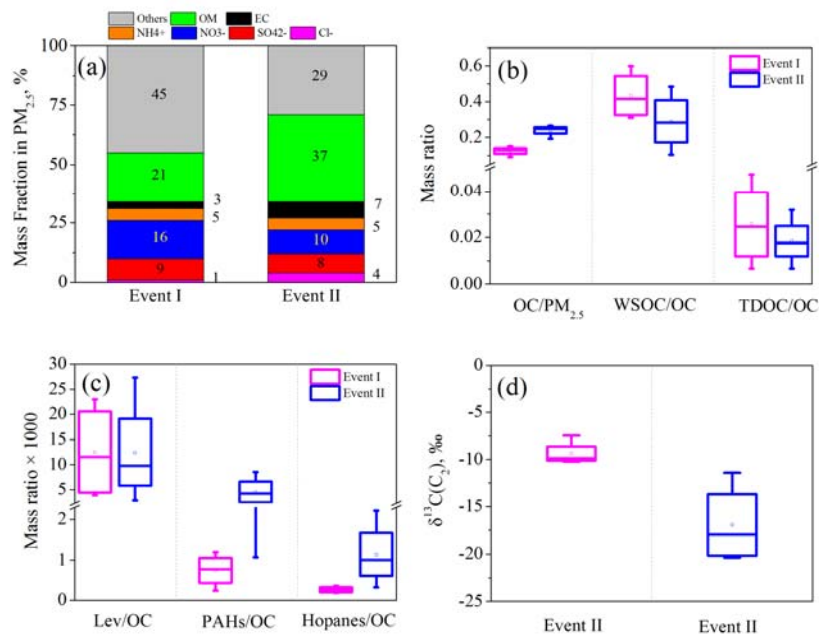 Others OM EC
NH4+ NO3- SO42- Cl-
(a)
Mass Fraction in PM2.5, %
100
75
50
25
0
45
21
3
5
16
9
1
29
37
7
5
10
8
4
Event I Event II
(b)
Event I
Event II
Mass ratio
0.6
0.4
0.2
0.04
0.02
0.00
OC/PM2.5 WSOC/OC TDOC/OC
(c)
Event I
Event II
Mass ratio × 1000
30
25
20
15
10
5
2
1
0
Lev/OC PAHs/OC Hopanes/OC
(d)
δ13C(C2), ‰
0
-5
-10
-15
-20
-25
Event II Event II